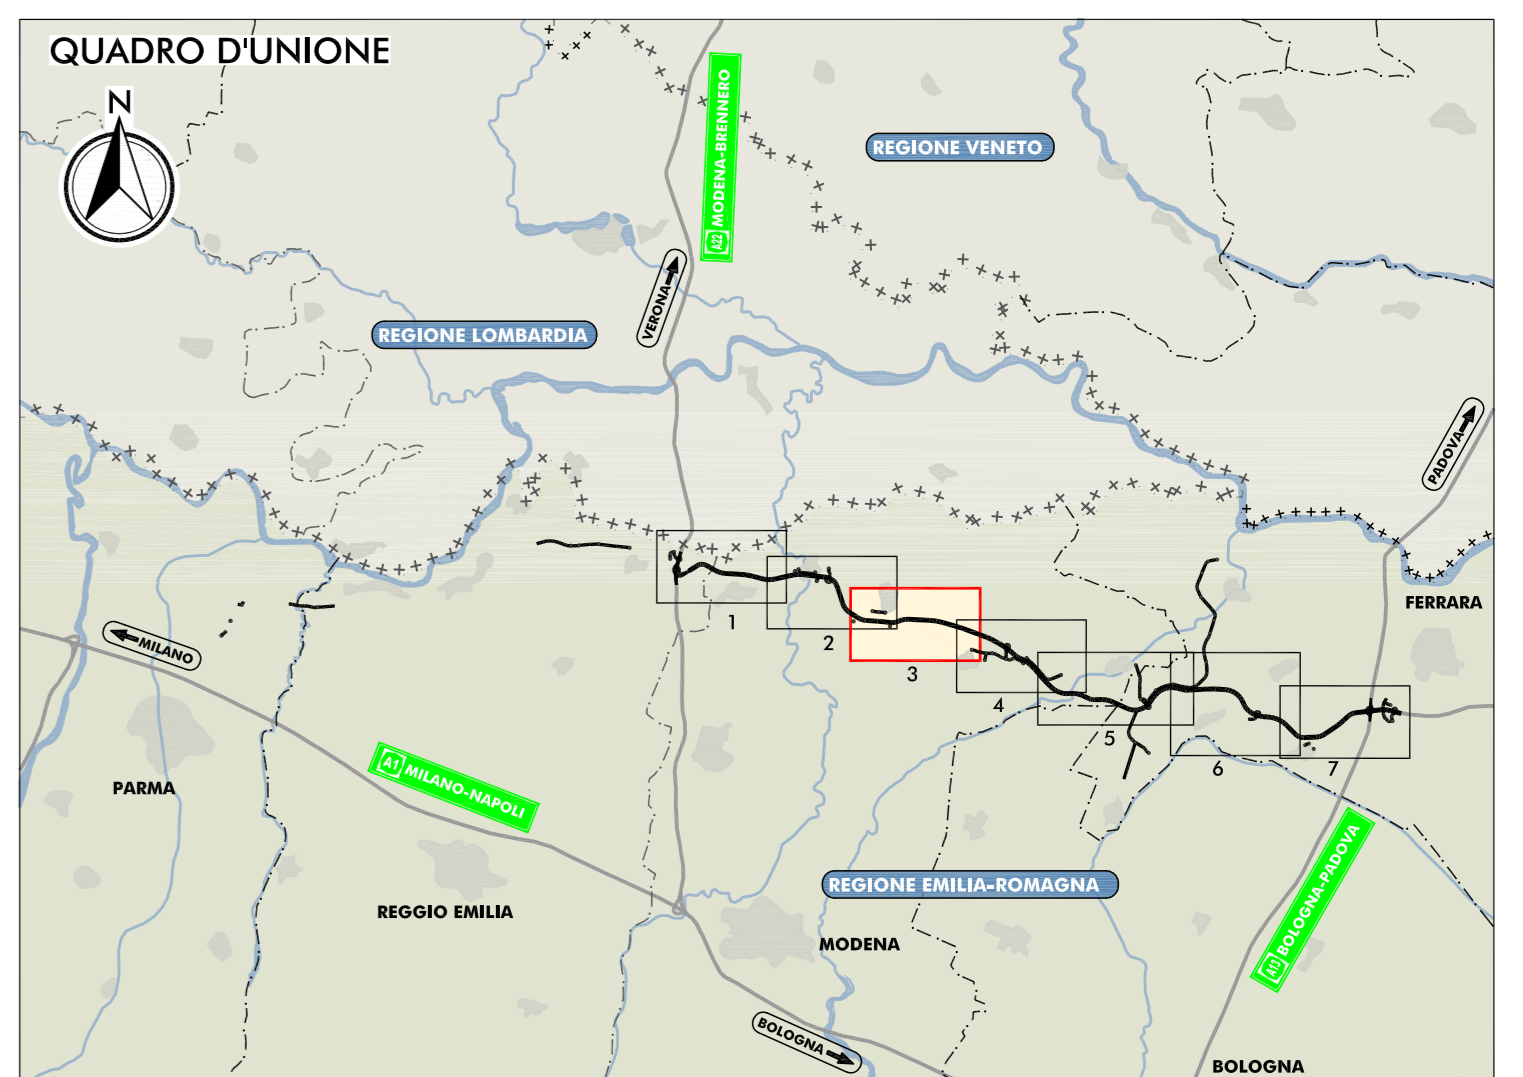 QUADRO D'UNIONE
N
A22 MODENA-BRENNERO
REGIONE VENETO
VERONA
REGIONE LOMBARDIA
PADOVA
FERRARA
MILANO
1
2
3
4
5
6
7
PARMA
A1 MILANO-NAPOLI
A13 BOLOGNA-PADOVA
REGIONE EMILIA-ROMAGNA
REGGIO EMILIA
MODENA
BOLOGNA
BOLOGNA